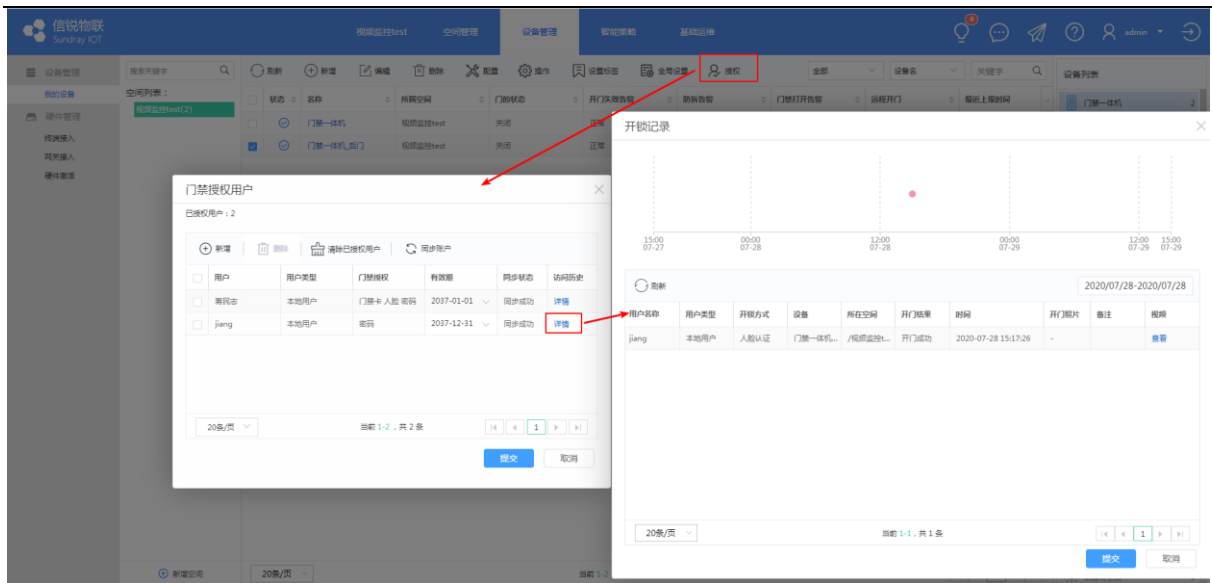 信锐物联
Sundray IOT
视频监控test 空间管理 设备管理 智能策略 基础运维
4
admin
设备管理
我的设备
硬件管理
终端接入
网关接入
硬件激活
搜索关键字
空间列表：
视频监控test(2)
新增空间
刷新 新增 编辑 删除 配置 操作 设置标签 全局设置 授权 全部 设备名 关键字
状态 名称 所属空间 门的状态 开门失败告警 防拆告警 门禁打开告警 远程开门 最近上报时间
门禁一体机 视频监控test 关闭 正常
门禁一体机_后门 视频监控test 关闭 正常
20条/页 当前 1-2
设备列表
门禁一体机 2
门禁授权用户
已授权用户：2
新增 删除 清除已授权用户 同步账户
用户 用户类型 门禁授权 有效期 同步状态 访问历史
本地用户 门禁卡 人脸 密码 2037-01-01 同步成功 详情
jiang 本地用户 密码 2037-12-31 同步成功 详情
20条/页 当前 1-2，共 2 条 1
提交 取消
开锁记录
15:00 00:00 12:00 00:00 12:00 15:00
07-27 07-28 07-28 07-29 07-29 07-29
刷新 2020/07/28-2020/07/28
用户名称 用户类型 开锁方式 设备 所在空间 开门结果 时间 开门照片 备注 视频
jiang 本地用户 人脸认证 门禁一体机... /视频监控t... 开门成功 2020-07-28 15:17:26 - 查看
20条/页 当前 1-1，共 1 条 1
提交 取消